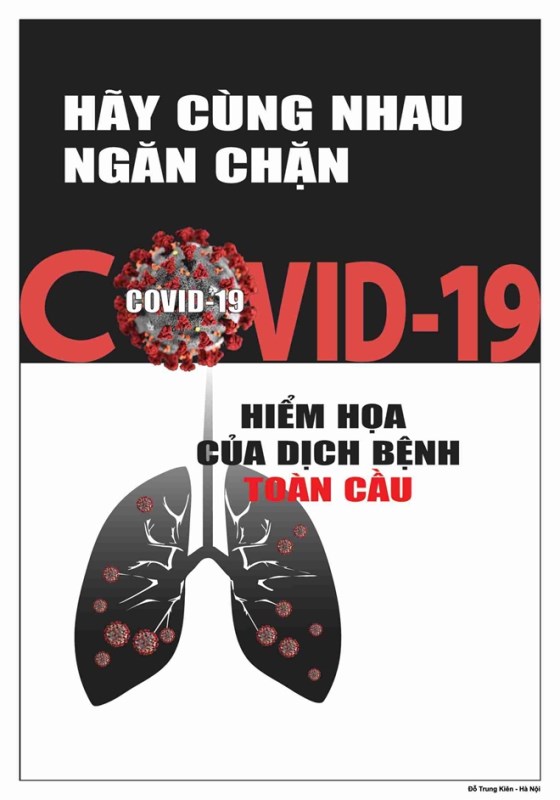 HÃY CÙNG NHAU
NGĂN CHẶN
COVID-19
COVID-19
HIỂM HỌA
CỦA DỊCH BỆNH
TOÀN CẦU
Đỗ Trung Kiên - Hà Nội